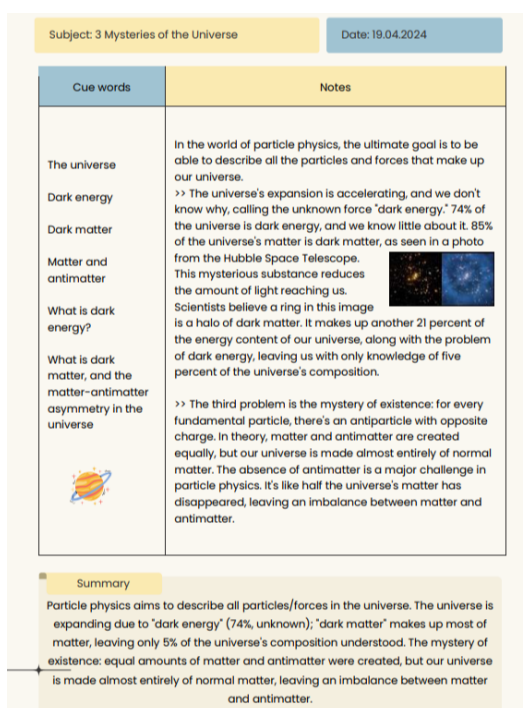 Subject: 3 Mysteries of the Universe
Date: 19.04.2024
Cue words
Notes
The universe
Dark energy
Dark matter
Matter and
antimatter
What is dark
energy?
What is dark
matter, and the
matter-antimatter
asymmetry in the
universe
In the world of particle physics, the ultimate goal is to be
able to describe all the particles and forces that make up
our universe.
>> The universe's expansion is accelerating, and we don't
know why, calling the unknown force "dark energy." 74% of
the universe is dark energy, and we know little about it. 85%
of the universe's matter is dark matter, as seen in a photo
from the Hubble Space Telescope.
This mysterious substance reduces
the amount of light reaching us.
Scientists believe a ring in this image
is a halo of dark matter. It makes up another 21 percent of
the energy content of our universe, along with the problem
of dark energy, leaving us with only knowledge of five
percent of the universe's composition.
>> The third problem is the mystery of existence: for every
fundamental particle, there's an antiparticle with opposite
charge. In theory, matter and antimatter are created
equally, but our universe is made almost entirely of normal
matter. The absence of antimatter is a major challenge in
particle physics. It's like half the universe's matter has
disappeared, leaving an imbalance between matter and
antimatter.
Summary
Particle physics aims to describe all particles/forces in the universe. The universe is
expanding due to "dark energy" (74%, unknown); "dark matter" makes up most of
matter, leaving only 5% of the universe's composition understood. The mystery of
existence: equal amounts of matter and antimatter were created, but our universe
is made almost entirely of normal matter, leaving an imbalance between matter
and antimatter.